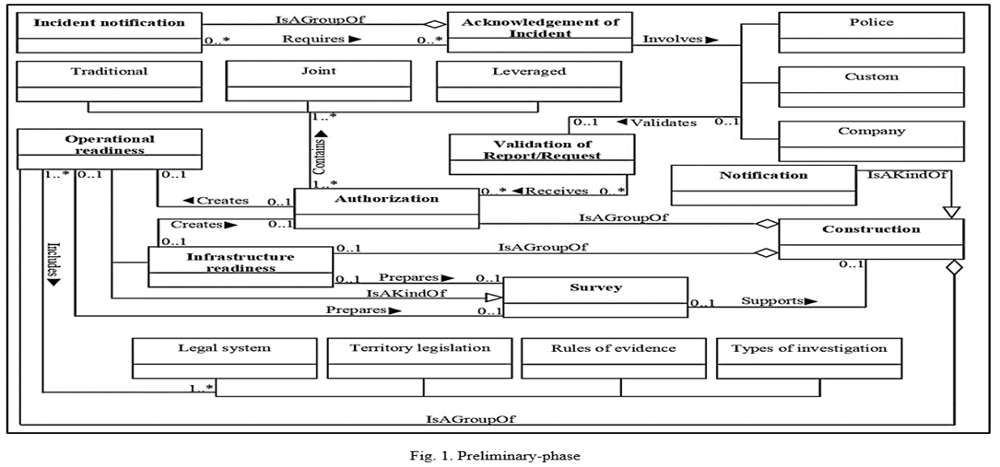 Incident notification
IsAGroupOf
0..*
Requires ►
0..*
Acknowledgement of
Incident
Involves►
Police
Traditional
Joint
Leveraged
Custom
1..*
0..1
◄Validates
0..1
Company
Operational
readiness
Contains►
Validation of
Report/Request
Notification
IsAKindOf
1..*
0..1
0..1
1..*
◄Creates
0..1
Authorization
0..*
◄Receives
0..*
IsAGroupOf
Construction
Creates►
0..1
0..1
Includes►
Infrastructure
readiness
0..1
IsAGroupOf
0..1
0..1
Prepares ►
0..1
Survey
IsAKindOf
Prepares►
0..1
0..1
Supports►
Legal system
Territory legislation
Rules of evidence
Types of investigation
1..*
IsAGroupOf
Fig. 1. Preliminary-phase